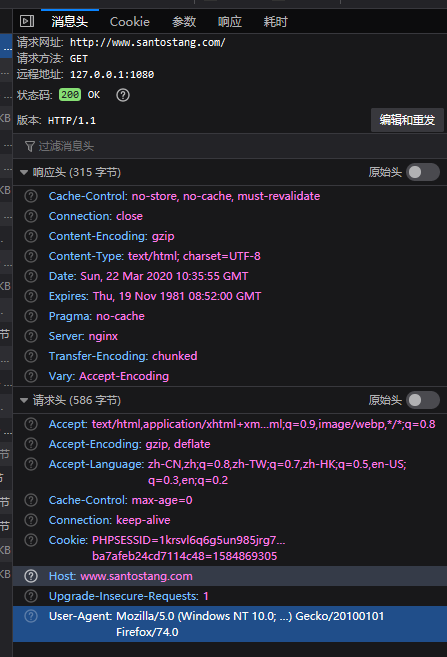 消息头 Cookie 参数 响应 耗时
请求网址: http://www.santostang.com/
请求方法: GET
远程地址: 127.0.0.1:1080
状态码: 200 OK
版本: HTTP/1.1 编辑和重发
过滤消息头
响应头 (315 字节) 原始头
Cache-Control: no-store, no-cache, must-revalidate
Connection: close
Content-Encoding: gzip
Content-Type: text/html; charset=UTF-8
Date: Sun, 22 Mar 2020 10:35:55 GMT
Expires: Thu, 19 Nov 1981 08:52:00 GMT
Pragma: no-cache
Server: nginx
Transfer-Encoding: chunked
Vary: Accept-Encoding
请求头 (586 字节) 原始头
Accept: text/html,application/xhtml+xm...ml;q=0.9,image/webp,*/*;q=0.8
Accept-Encoding: gzip, deflate
Accept-Language: zh-CN,zh;q=0.8,zh-TW;q=0.7,zh-HK;q=0.5,en-US;
q=0.3,en;q=0.2
Cache-Control: max-age=0
Connection: keep-alive
Cookie: PHPSESSID=1krsvl6q6g5un985jrg7...
ba7afeb24cd7114c48=1584869305
Host: www.santostang.com
Upgrade-Insecure-Requests: 1
User-Agent: Mozilla/5.0 (Windows NT 10.0; ...) Gecko/20100101
Firefox/74.0